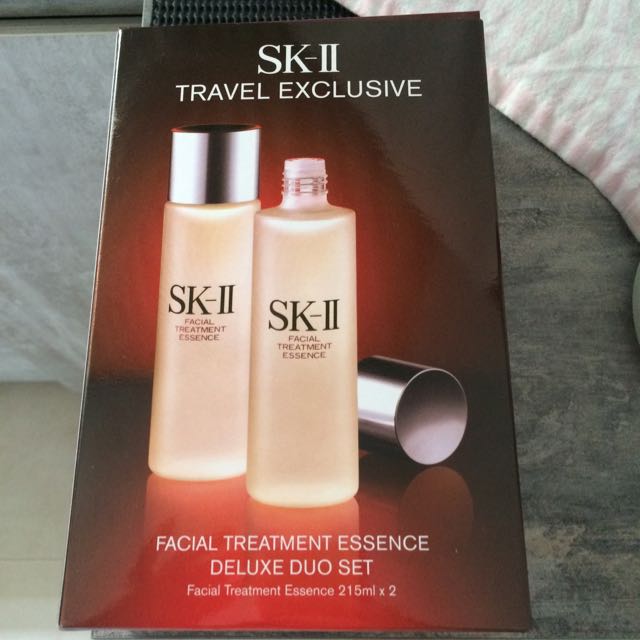 SK-II
TRAVEL EXCLUSIVE
SK-II
FACIAL
TREATMENT
ESSENCE
SK-II
FACIAL
TREATMENT
ESSENCE
FACIAL TREATMENT ESSENCE
DELUXE DUO SET
Facial Treatment Essence 215ml x 2